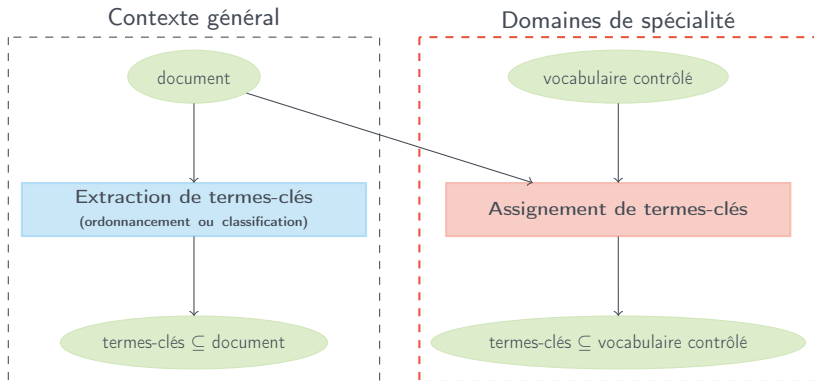 Contexte général
Domaines de spécialité
document
vocabulaire contrôlé
Extraction de termes-clés
(ordonnancement ou classification)
Assignement de termes-clés
termes-clés ⊆ document
termes-clés ⊆ vocabulaire contrôlé